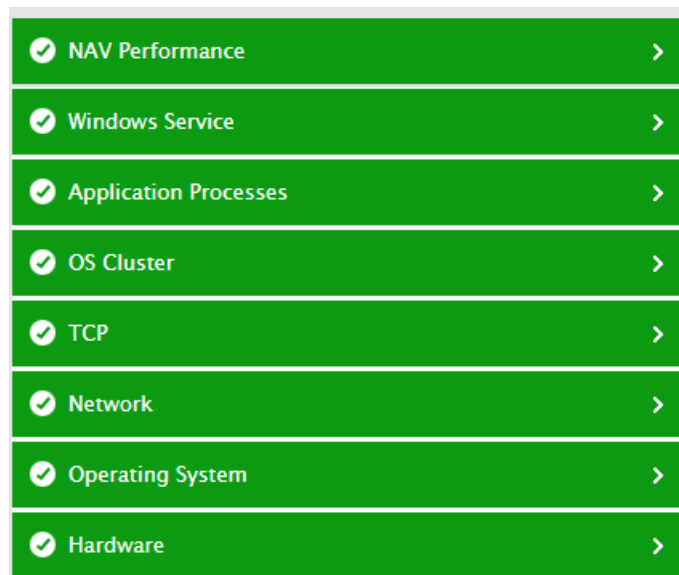 NAV Performance
Windows Service
Application Processes
OS Cluster
TCP
Network
Operating System
Hardware